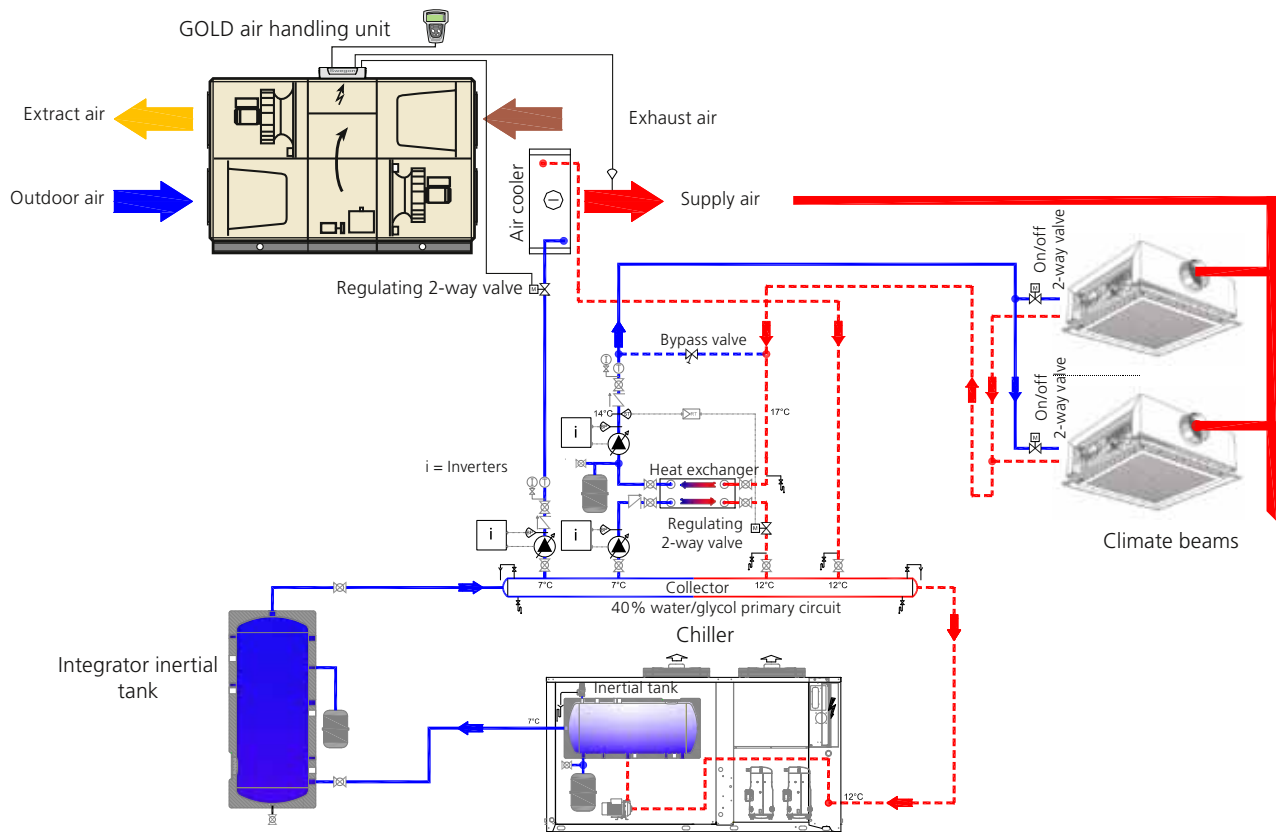 GOLD air handling unit
Extract air
Exhaust air
Outdoor air
Air cooler
Supply air
On/off
2-way valve
Regulating 2-way valve
Bypass valve
On/off
2-way valve
14°C
17°C
i
i = Inverters
Heat exchanger
i
i
Regulating
2-way valve
Climate beams
7°C
7°C
Collector
12°C
12°C
40% water/glycol primary circuit
Chiller
Integrator inertial
tank
Inertial tank
7°C
12°C